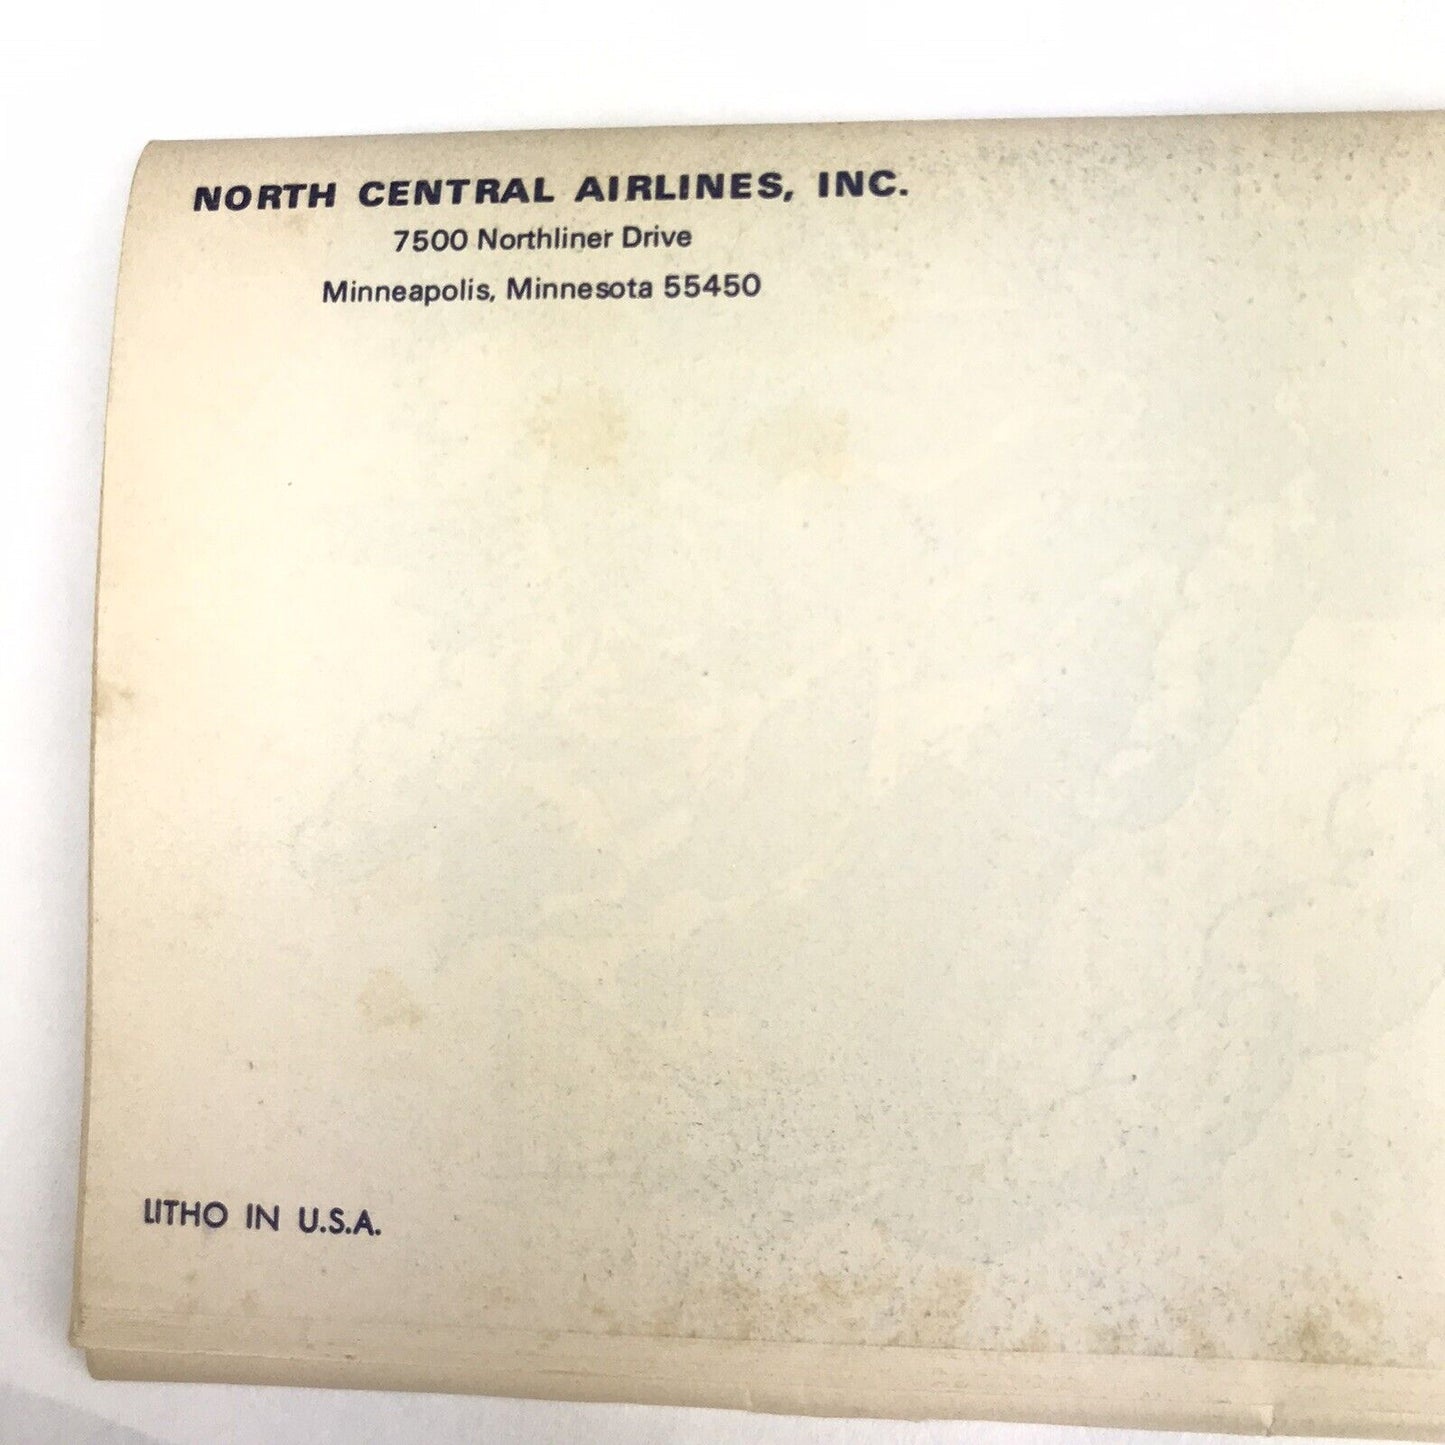 NORTH CENTRAL AIRLINES, INC.
7500 Northliner Drive
Minneapolis, Minnesota 55450
LITHO IN U.S.A.